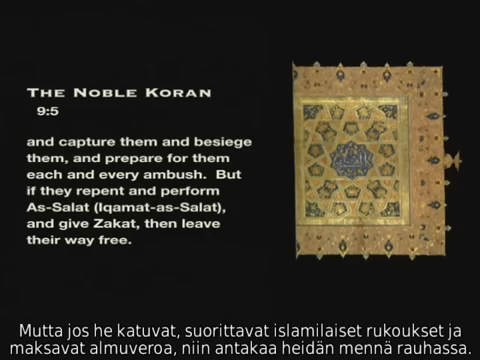 THE NOBLE KORAN
9:5
and capture them and besiege
them, and prepare for them
each and every ambush. But
if they repent and perform
As-Salat (Iqamat-as-Salat),
and give Zakat, then leave
their way free.
Mutta jos he katuvat, suorittavat islamilaiset rukoukset ja
maksavat almuveroa, niin antakaa heidän mennä rauhassa.